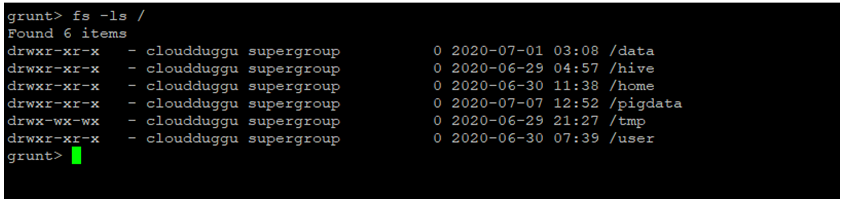 grunt> fs -ls /
Found 6 items
drwxr-xr-x   - cloudduggu supergroup          0 2020-07-01 03:08 /data
drwxr-xr-x   - cloudduggu supergroup          0 2020-06-29 04:57 /hive
drwxr-xr-x   - cloudduggu supergroup          0 2020-06-30 11:38 /home
drwxr-xr-x   - cloudduggu supergroup          0 2020-07-07 12:52 /pigdata
drwx-wx-wx   - cloudduggu supergroup          0 2020-06-29 21:27 /tmp
drwxr-xr-x   - cloudduggu supergroup          0 2020-06-30 07:39 /user
grunt>